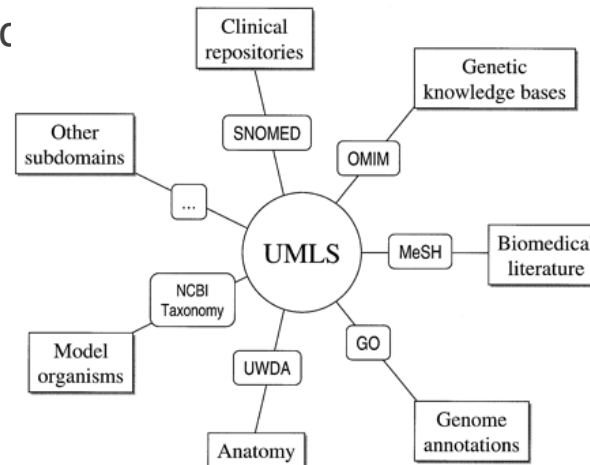 Clinical
repositories
Genetic
knowledge bases
SNOMED
Other
subdomains
OMIM
...
UMLS
MeSH
Biomedical
literature
NCBI
Taxonomy
GO
Model
organisms
UWDA
Genome
annotations
Anatomy